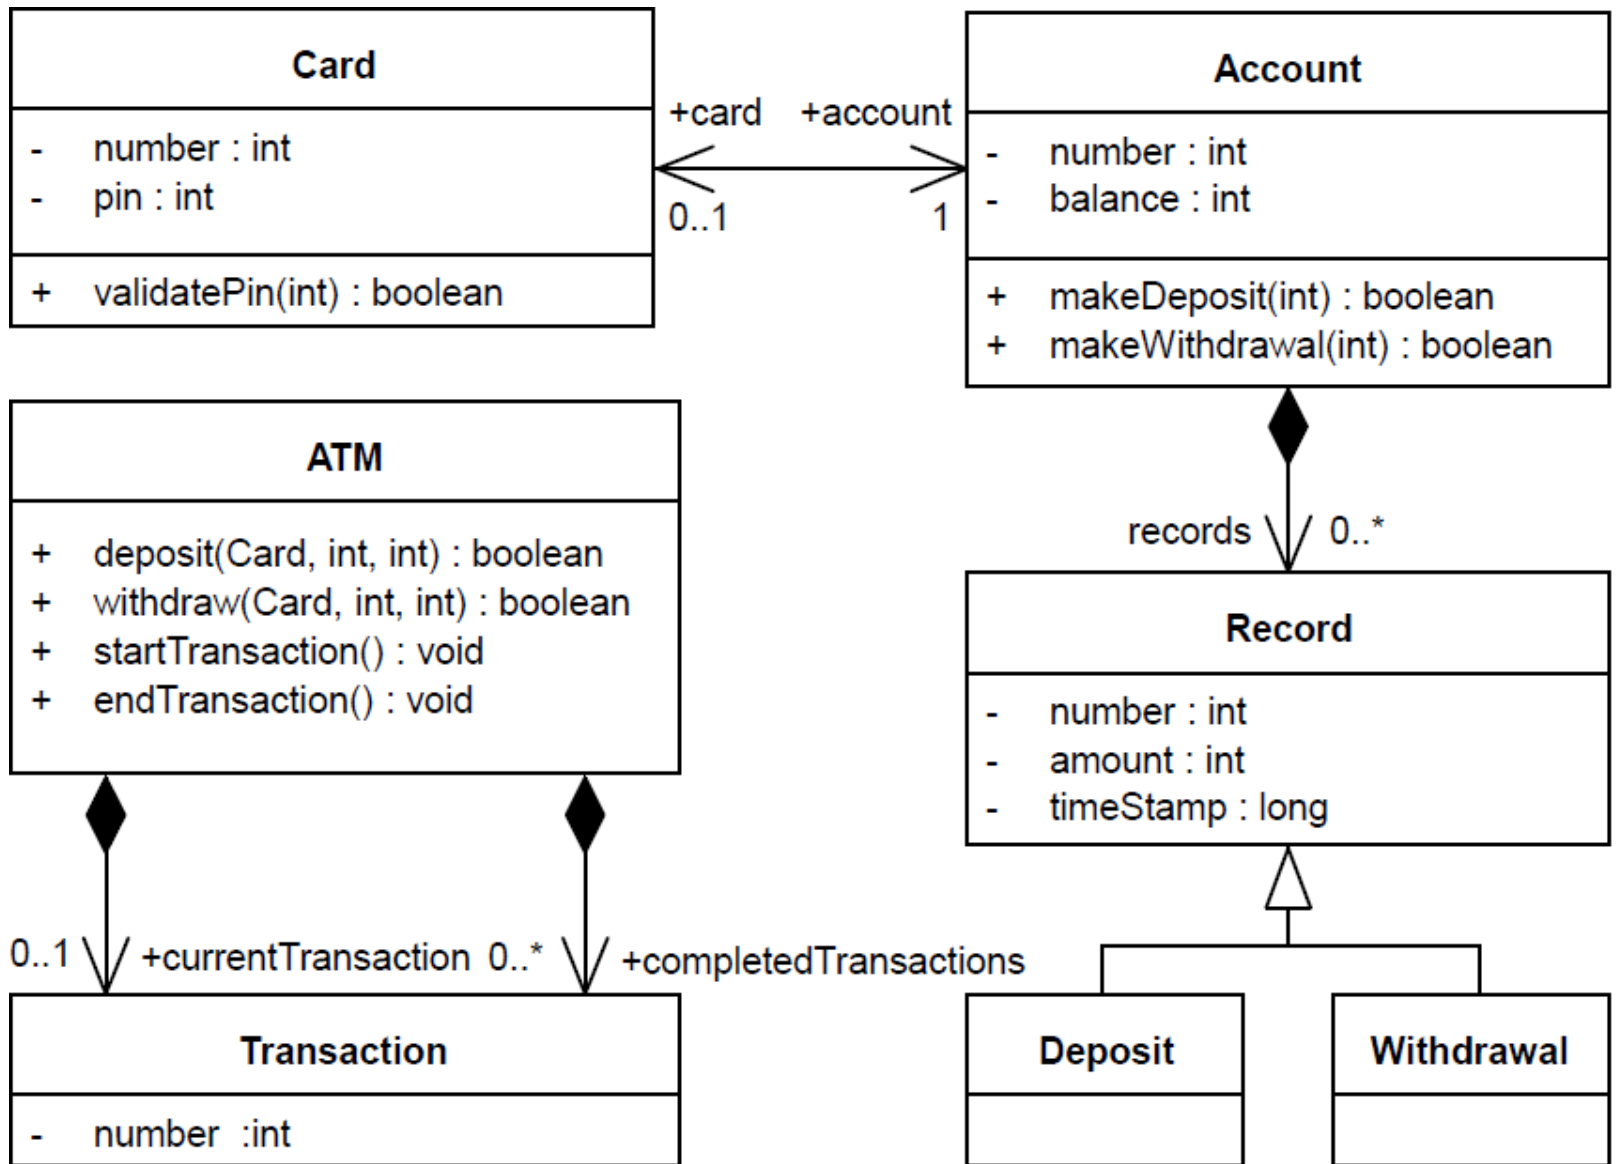 Card
- number : int
- pin : int
+ validatePin(int) : boolean
+card +account
0..1 1
Account
- number : int
- balance : int
+ makeDeposit(int) : boolean
+ makeWithdrawal(int) : boolean
ATM
+ deposit(Card, int, int) : boolean
+ withdraw(Card, int, int) : boolean
+ startTransaction() : void
+ endTransaction() : void
records 0..*
Record
- number : int
- amount : int
- timeStamp : long
0..1 +currentTransaction 0..* +completedTransactions
Transaction
- number :int
Deposit
Withdrawal